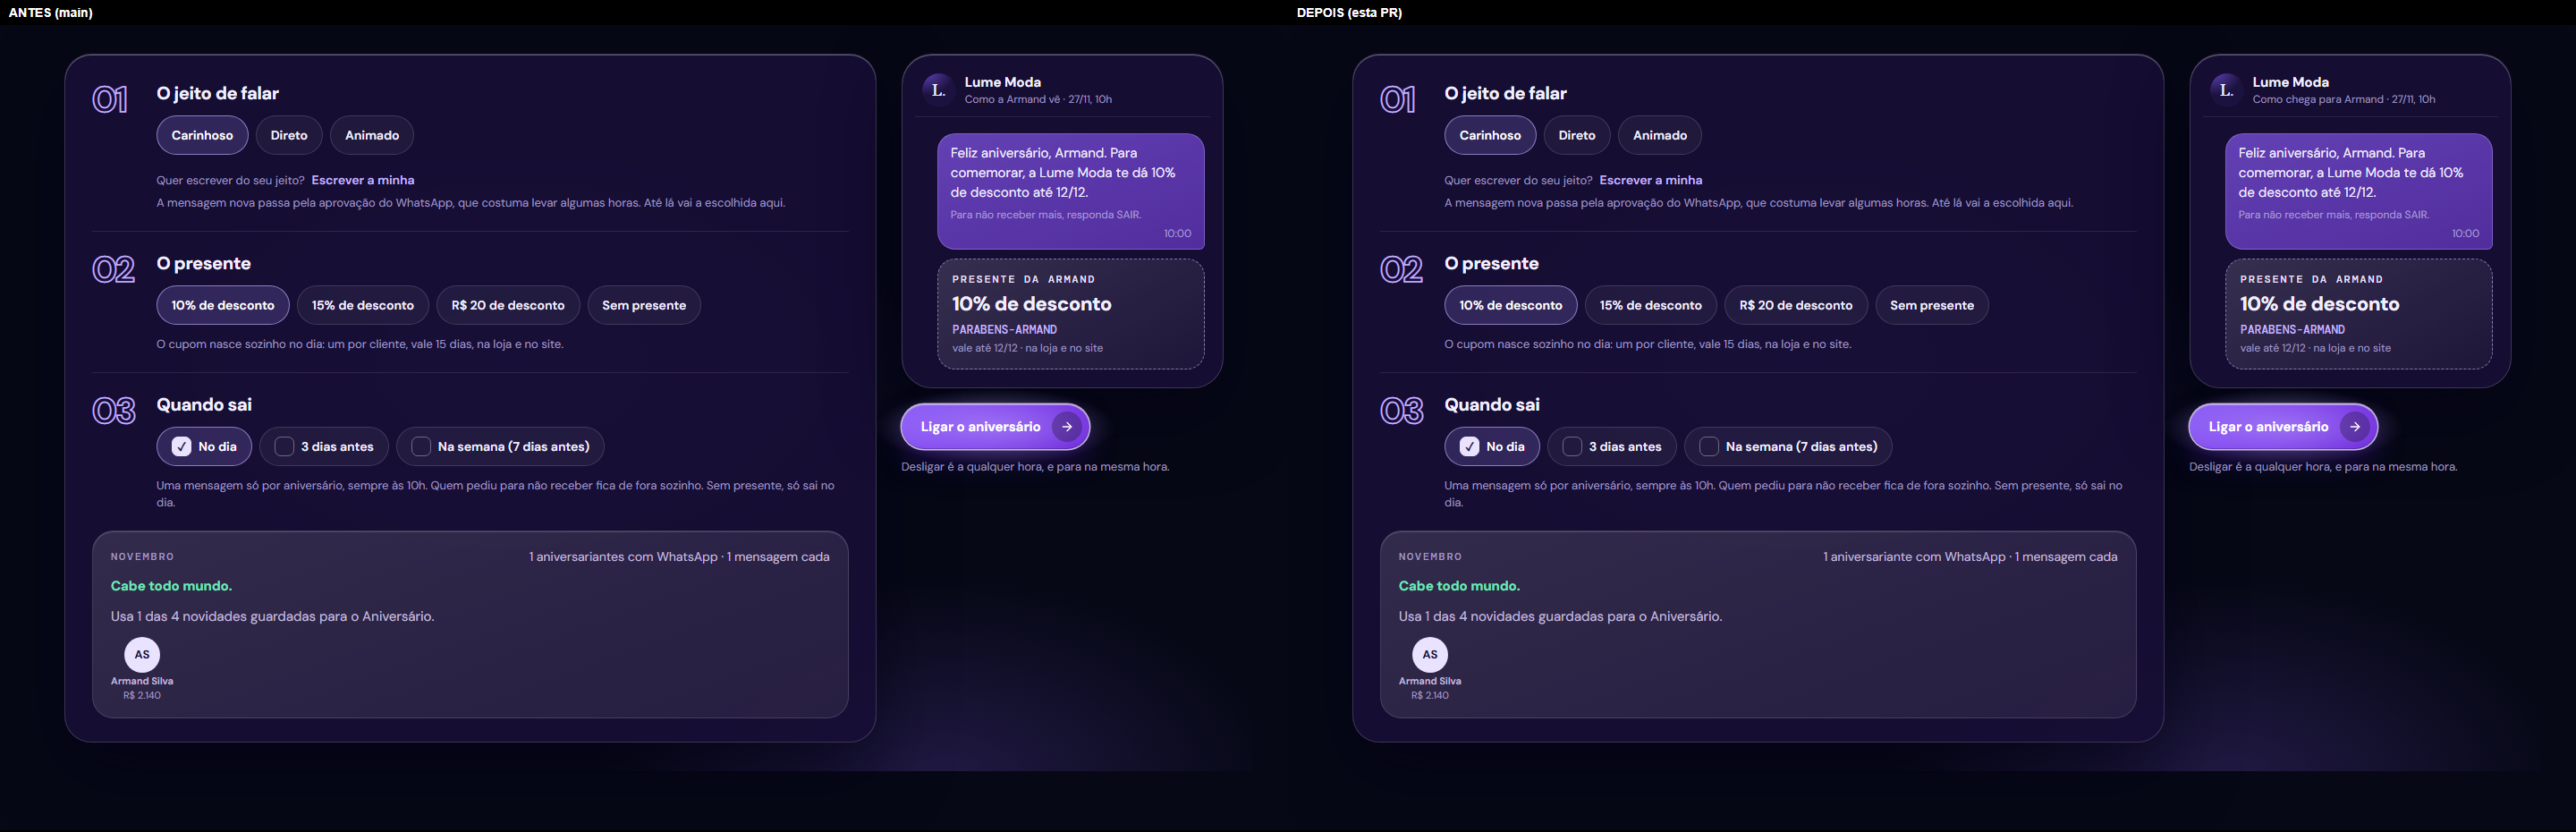 ANTES (main)
01
O jeito de falar
Carinhoso
Direto
Animado
Quer escrever do seu jeito? Escrever a minha
A mensagem nova passa pela aprovação do WhatsApp, que costuma levar algumas horas. Até lá vai a escolhida aqui.
02
O presente
10% de desconto
15% de desconto
R$ 20 de desconto
Sem presente
O cupom nasce sozinho no dia: um por cliente, vale 15 dias, na loja e no site.
03
Quando sai
No dia
3 dias antes
Na semana (7 dias antes)
Uma mensagem só por aniversário, sempre às 10h. Quem pediu para não receber fica de fora sozinho. Sem presente, só sai no
dia.
NOVEMBRO
1 aniversariantes com WhatsApp · 1 mensagem cada
Cabe todo mundo.
Usa 1 das 4 novidades guardadas para o Aniversário.
AS
Armand Silva
R$ 2.140
L.
Lume Moda
Como a Armand vê · 27/11, 10h
Feliz aniversário, Armand. Para
comemorar, a Lume Moda te dá 10%
de desconto até 12/12.
Para não receber mais, responda SAIR.
10:00
PRESENTE DA ARMAND
10% de desconto
PARABENS-ARMAND
vale até 12/12 · na loja e no site
Ligar o aniversário
Desligar é a qualquer hora, e para na mesma hora.
DEPOIS (esta PR)
01
O jeito de falar
Carinhoso
Direto
Animado
Quer escrever do seu jeito? Escrever a minha
A mensagem nova passa pela aprovação do WhatsApp, que costuma levar algumas horas. Até lá vai a escolhida aqui.
02
O presente
10% de desconto
15% de desconto
R$ 20 de desconto
Sem presente
O cupom nasce sozinho no dia: um por cliente, vale 15 dias, na loja e no site.
03
Quando sai
No dia
3 dias antes
Na semana (7 dias antes)
Uma mensagem só por aniversário, sempre às 10h. Quem pediu para não receber fica de fora sozinho. Sem presente, só sai no
dia.
NOVEMBRO
1 aniversariante com WhatsApp · 1 mensagem cada
Cabe todo mundo.
Usa 1 das 4 novidades guardadas para o Aniversário.
AS
Armand Silva
R$ 2.140
L.
Lume Moda
Como chega para Armand · 27/11, 10h
Feliz aniversário, Armand. Para
comemorar, a Lume Moda te dá 10%
de desconto até 12/12.
Para não receber mais, responda SAIR.
10:00
PRESENTE DA ARMAND
10% de desconto
PARABENS-ARMAND
vale até 12/12 · na loja e no site
Ligar o aniversário
Desligar é a qualquer hora, e para na mesma hora.